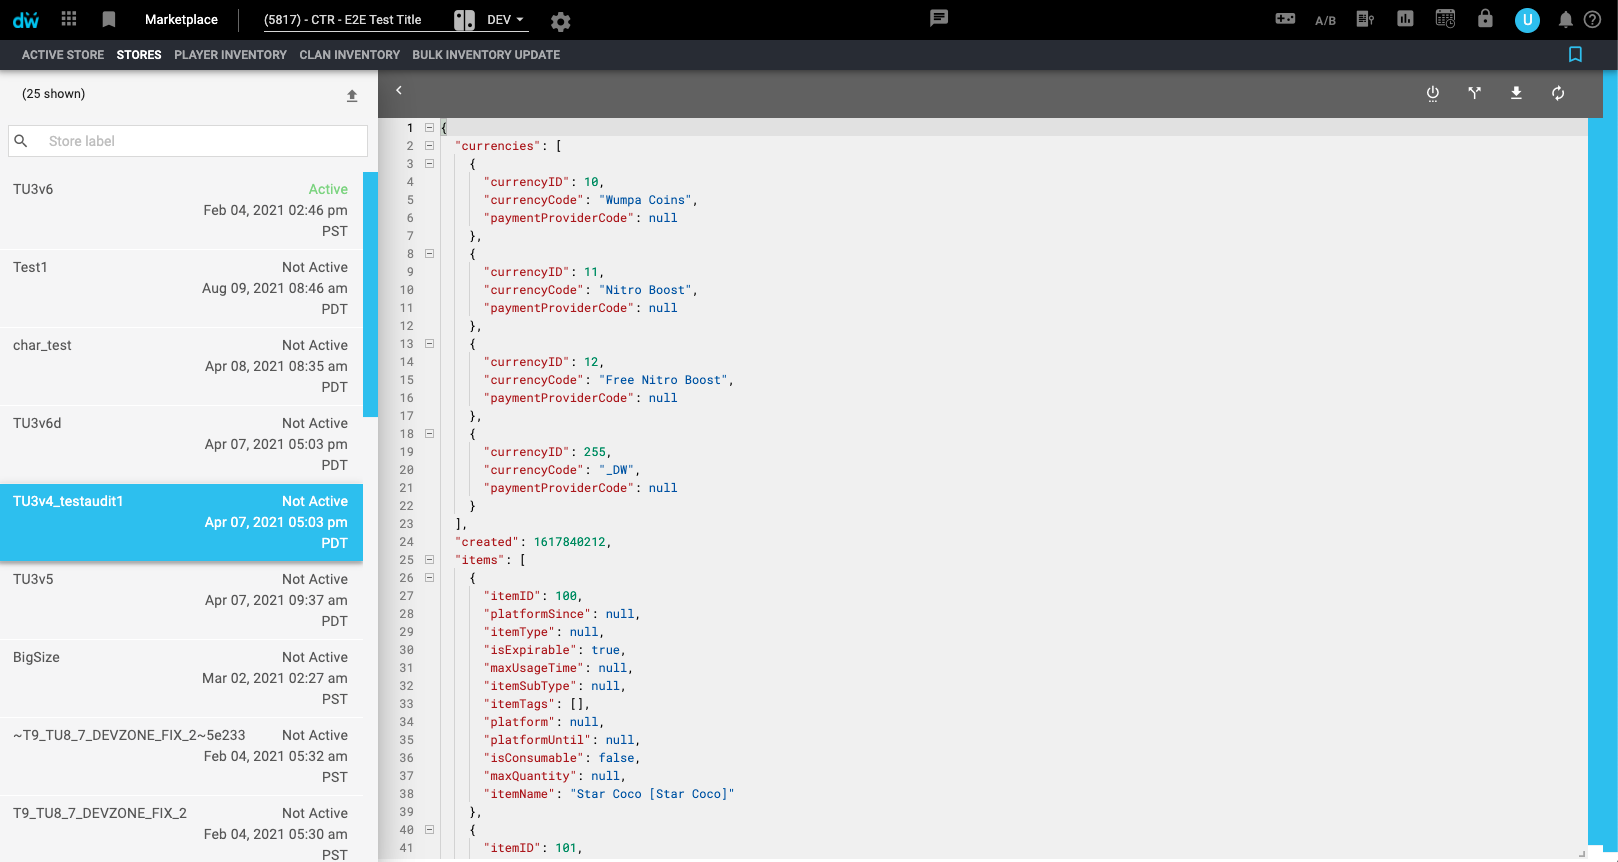 dw Marketplace (5817) - CTR - E2E Test Title DEV A/B U
ACTIVE STORE STORES PLAYER INVENTORY CLAN INVENTORY BULK INVENTORY UPDATE
(25 shown)
Store label
TU3v6 Active
Feb 04, 2021 02:46 pm
PST
Test1 Not Active
Aug 09, 2021 08:46 am
PDT
char_test Not Active
Apr 08, 2021 08:35 am
PDT
TU3v6d Not Active
Apr 07, 2021 05:03 pm
PDT
TU3v4_testaudit1 Not Active
Apr 07, 2021 05:03 pm
PDT
TU3v5 Not Active
Apr 07, 2021 09:37 am
PDT
BigSize Not Active
Mar 02, 2021 02:27 am
PST
~T9_TU8_7_DEVZONE_FIX_2~5e233 Not Active
Feb 04, 2021 05:32 am
PST
T9_TU8_7_DEVZONE_FIX_2 Not Active
Feb 04, 2021 05:30 am
PST
1 {
2 "currencies": [
3 {
4 "currencyID": 10,
5 "currencyCode": "Wumpa Coins",
6 "paymentProviderCode": null
7 },
8 {
9 "currencyID": 11,
10 "currencyCode": "Nitro Boost",
11 "paymentProviderCode": null
12 },
13 {
14 "currencyID": 12,
15 "currencyCode": "Free Nitro Boost",
16 "paymentProviderCode": null
17 },
18 {
19 "currencyID": 255,
20 "currencyCode": "_DW",
21 "paymentProviderCode": null
22 }
23 ],
24 "created": 1617840212,
25 "items": [
26 {
27 "itemID": 100,
28 "platformSince": null,
29 "itemType": null,
30 "isExpirable": true,
31 "maxUsageTime": null,
32 "itemSubType": null,
33 "itemTags": [],
34 "platform": null,
35 "platformUntil": null,
36 "isConsumable": false,
37 "maxQuantity": null,
38 "itemName": "Star Coco [Star Coco]"
39 },
40 {
41 "itemID": 101,